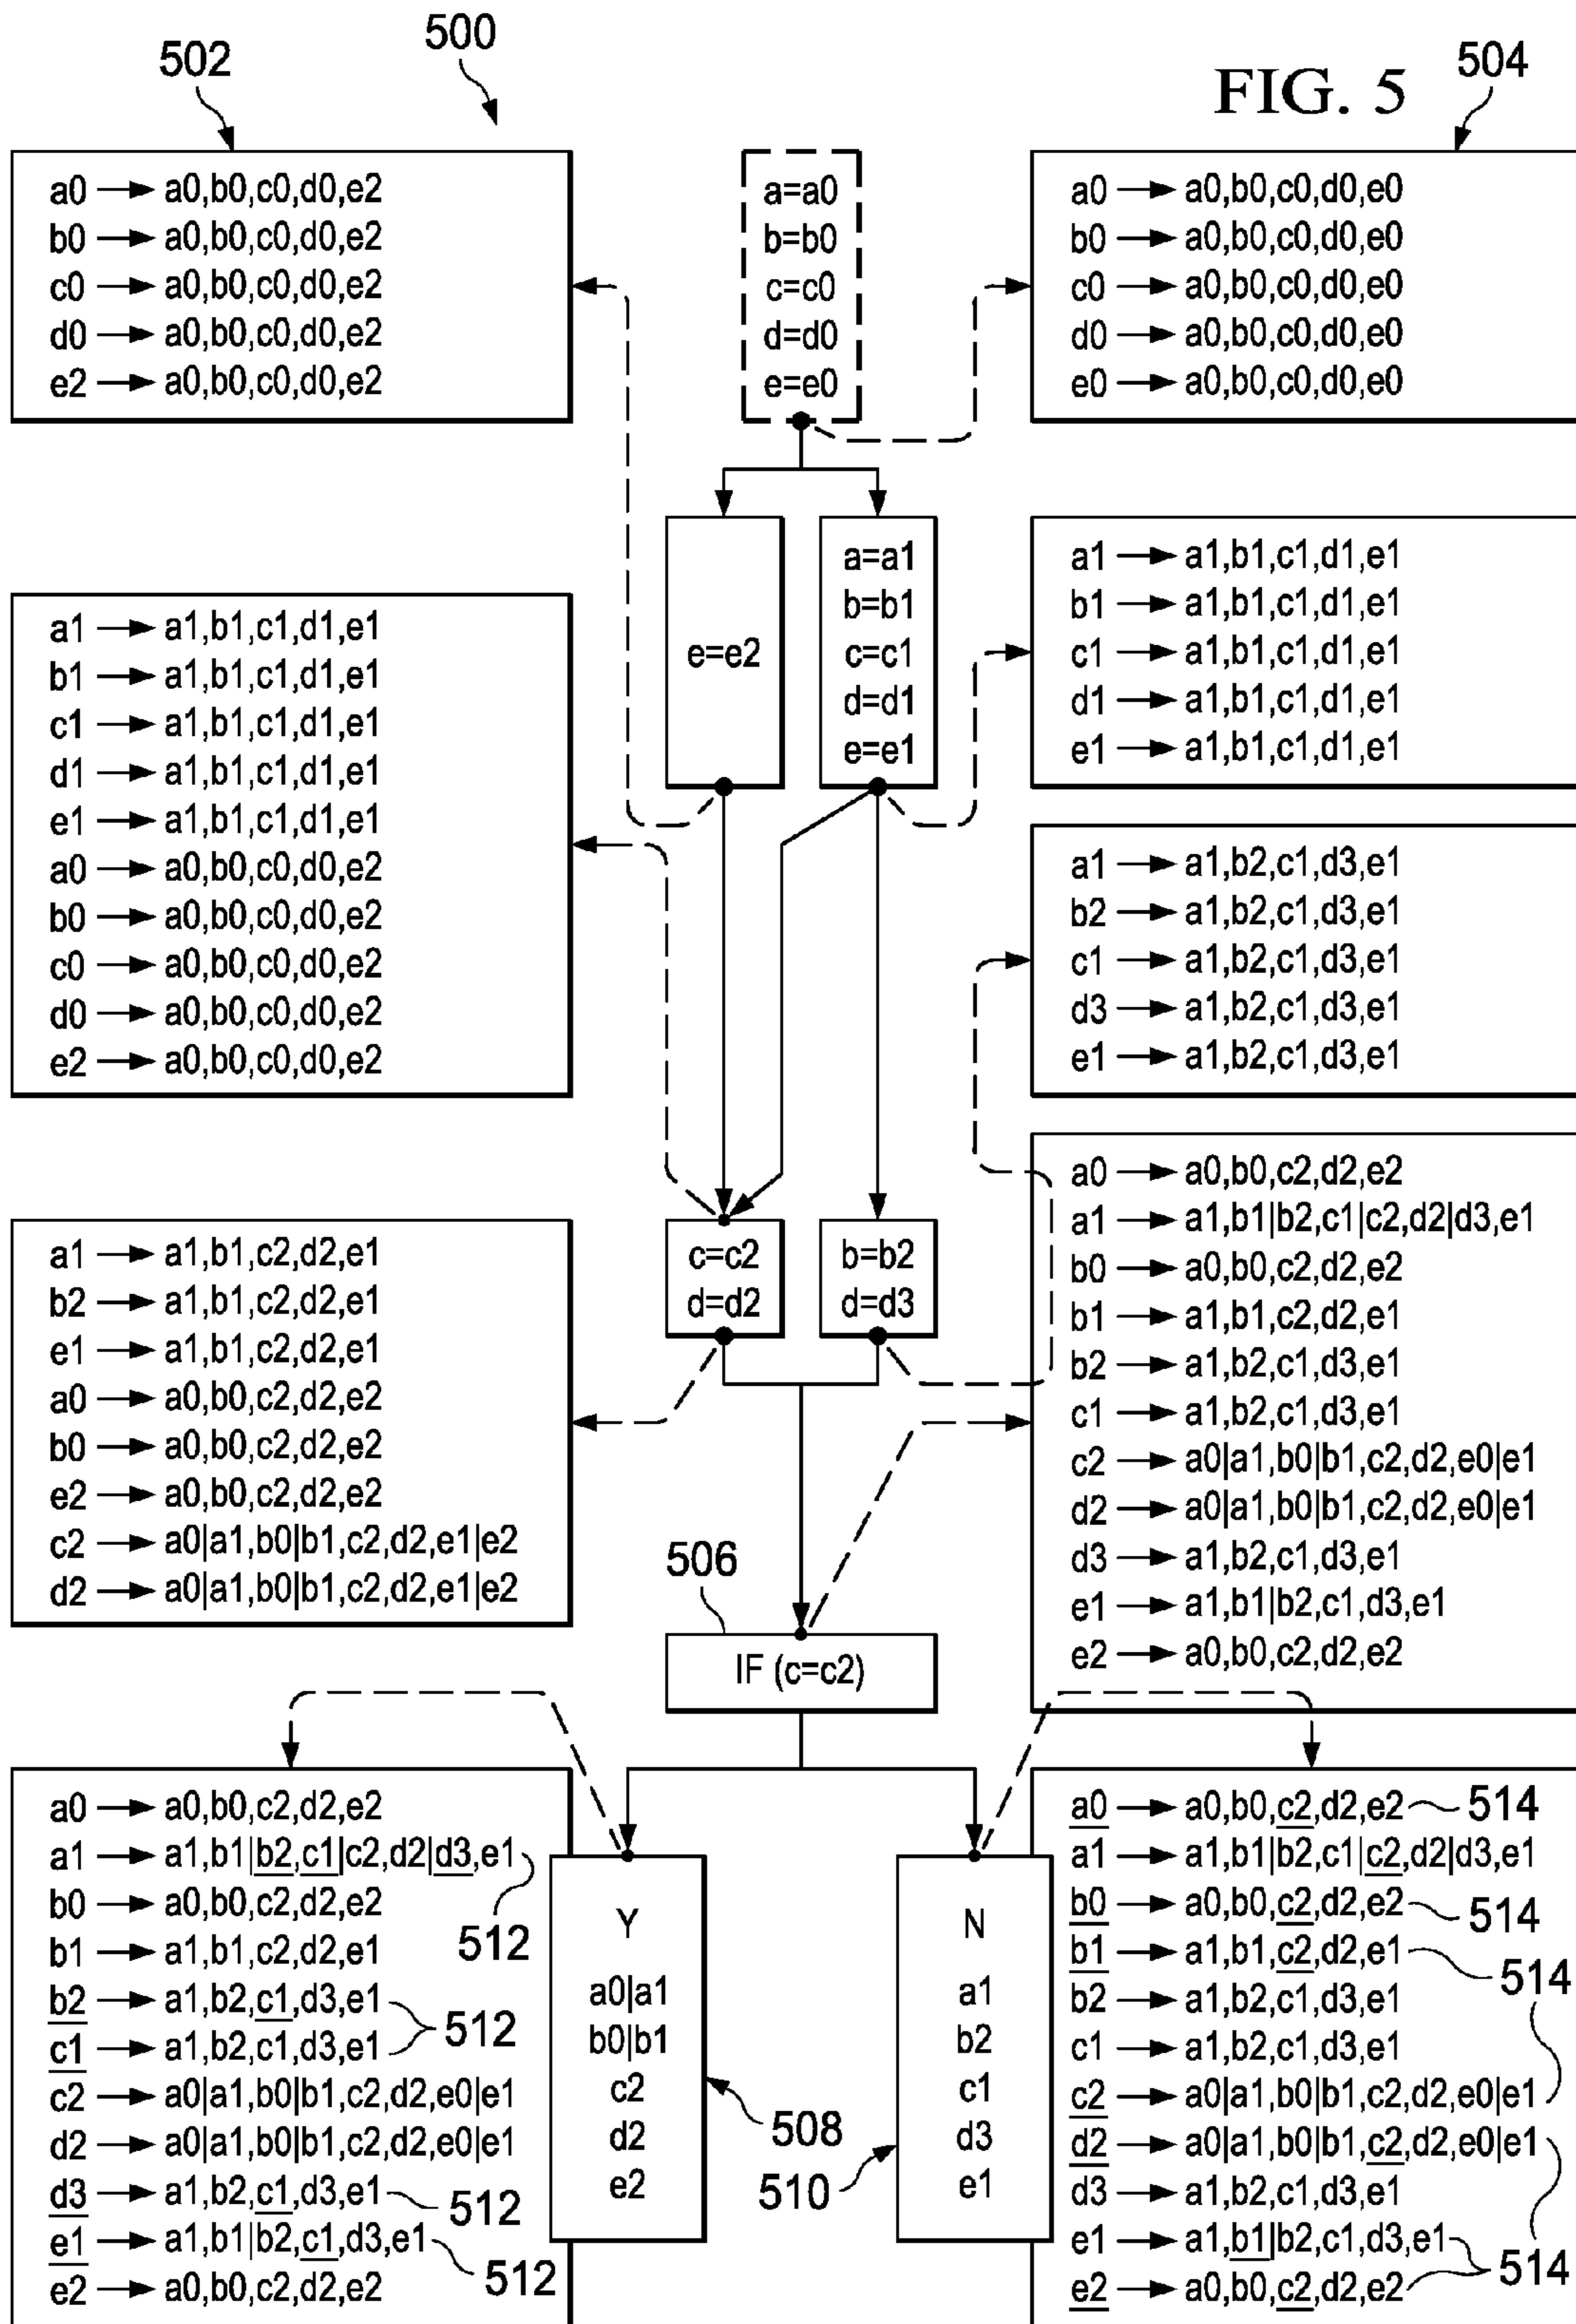 500
502
FIG. 5
504
a0 → a0,b0,c0,d0,e2
b0 → a0,b0,c0,d0,e2
c0 → a0,b0,c0,d0,e2
d0 → a0,b0,c0,d0,e2
e2 → a0,b0,c0,d0,e2
a=a0
b=b0
c=c0
d=d0
e=e0
a0 → a0,b0,c0,d0,e0
b0 → a0,b0,c0,d0,e0
c0 → a0,b0,c0,d0,e0
d0 → a0,b0,c0,d0,e0
e0 → a0,b0,c0,d0,e0
e=e2
a=a1
b=b1
c=c1
d=d1
e=e1
a1 → a1,b1,c1,d1,e1
b1 → a1,b1,c1,d1,e1
c1 → a1,b1,c1,d1,e1
d1 → a1,b1,c1,d1,e1
e1 → a1,b1,c1,d1,e1
a1 → a1,b1,c1,d1,e1
b1 → a1,b1,c1,d1,e1
c1 → a1,b1,c1,d1,e1
d1 → a1,b1,c1,d1,e1
e1 → a1,b1,c1,d1,e1
a0 → a0,b0,c0,d0,e2
b0 → a0,b0,c0,d0,e2
c0 → a0,b0,c0,d0,e2
d0 → a0,b0,c0,d0,e2
e2 → a0,b0,c0,d0,e2
a1 → a1,b2,c1,d3,e1
b2 → a1,b2,c1,d3,e1
c1 → a1,b2,c1,d3,e1
d3 → a1,b2,c1,d3,e1
e1 → a1,b2,c1,d3,e1
a1 → a1,b1,c2,d2,e1
b2 → a1,b1,c2,d2,e1
e1 → a1,b1,c2,d2,e1
a0 → a0,b0,c2,d2,e2
b0 → a0,b0,c2,d2,e2
e2 → a0,b0,c2,d2,e2
c2 → a0|a1,b0|b1,c2,d2,e1|e2
d2 → a0|a1,b0|b1,c2,d2,e1|e2
c=c2
d=d2
b=b2
d=d3
a0 → a0,b0,c2,d2,e2
a1 → a1,b1|b2,c1|c2,d2|d3,e1
b0 → a0,b0,c2,d2,e2
b1 → a1,b1,c2,d2,e1
b2 → a1,b2,c1,d3,e1
c1 → a1,b2,c1,d3,e1
c2 → a0|a1,b0|b1,c2,d2,e0|e1
d2 → a0|a1,b0|b1,c2,d2,e0|e1
d3 → a1,b2,c1,d3,e1
e1 → a1,b1|b2,c1,d3,e1
e2 → a0,b0,c2,d2,e2
506
IF (c=c2)
a0 → a0,b0,c2,d2,e2
a1 → a1,b1|b2,c1|c2,d2|d3,e1
512
b0 → a0,b0,c2,d2,e2
b1 → a1,b1,c2,d2,e1
b2 → a1,b2,c1,d3,e1
512
c1 → a1,b2,c1,d3,e1
c2 → a0|a1,b0|b1,c2,d2,e0|e1
d2 → a0|a1,b0|b1,c2,d2,e0|e1
d3 → a1,b2,c1,d3,e1
512
e1 → a1,b1|b2,c1,d3,e1
512
e2 → a0,b0,c2,d2,e2
Y
a0|a1
b0|b1
c2
d2
e2
508
N
a1
b2
c1
d3
e1
510
a0 → a0,b0,c2,d2,e2
514
a1 → a1,b1|b2,c1|c2,d2|d3,e1
b0 → a0,b0,c2,d2,e2
514
b1 → a1,b1,c2,d2,e1
514
b2 → a1,b2,c1,d3,e1
c1 → a1,b2,c1,d3,e1
c2 → a0|a1,b0|b1,c2,d2,e0|e1
d2 → a0|a1,b0|b1,c2,d2,e0|e1
d3 → a1,b2,c1,d3,e1
e1 → a1,b1|b2,c1,d3,e1
514
e2 → a0,b0,c2,d2,e2